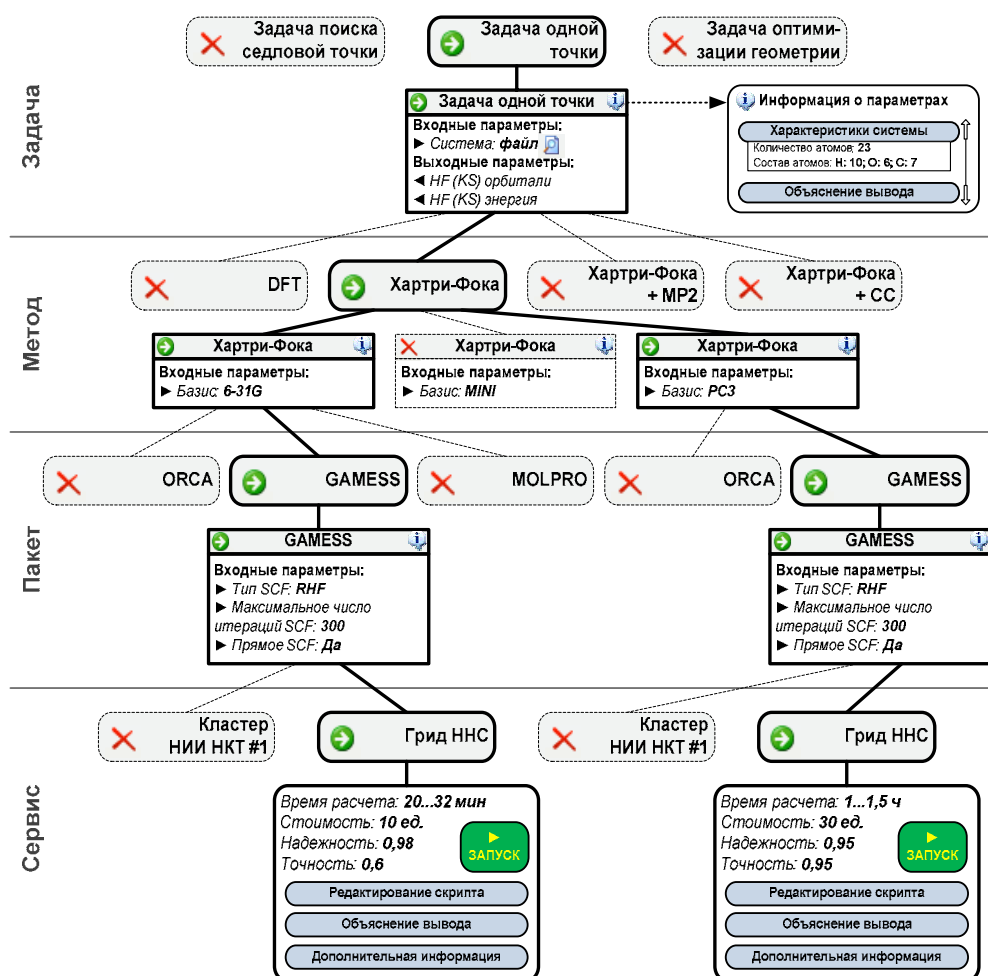 Задача
Задача поиска
седловой точки
Задача одной
точки
Задача оптими-
зации геометрии
Задача одной точки
Входные параметры:
► Система: файл
Выходные параметры:
◄ HF (KS) орбитали
◄ HF (KS) энергия
Информация о параметрах
Характеристики системы
Количество атомов: 23
Состав атомов: H: 10; O: 6; C: 7
Объяснение вывода
Метод
DFT
Хартри-Фока
Хартри-Фока
+ MP2
Хартри-Фока
+ CC
Хартри-Фока
Входные параметры:
► Базис: 6-31G
Хартри-Фока
Входные параметры:
► Базис: MINI
Хартри-Фока
Входные параметры:
► Базис: PC3
Пакет
ORCA
GAMESS
MOLPRO
ORCA
GAMESS
GAMESS
Входные параметры:
► Тип SCF: RHF
► Максимальное число
итераций SCF: 300
► Прямое SCF: Да
GAMESS
Входные параметры:
► Тип SCF: RHF
► Максимальное число
итераций SCF: 300
► Прямое SCF: Да
Сервис
Кластер
НИИ НКТ #1
Грид ННС
Кластер
НИИ НКТ #1
Грид ННС
Время расчета: 20...32 мин
Стоимость: 10 ед.
Надежность: 0,98
Точность: 0,6
►
ЗАПУСК
Редактирование скрипта
Объяснение вывода
Дополнительная информация
Время расчета: 1...1,5 ч
Стоимость: 30 ед.
Надежность: 0,95
Точность: 0,95
►
ЗАПУСК
Редактирование скрипта
Объяснение вывода
Дополнительная информация